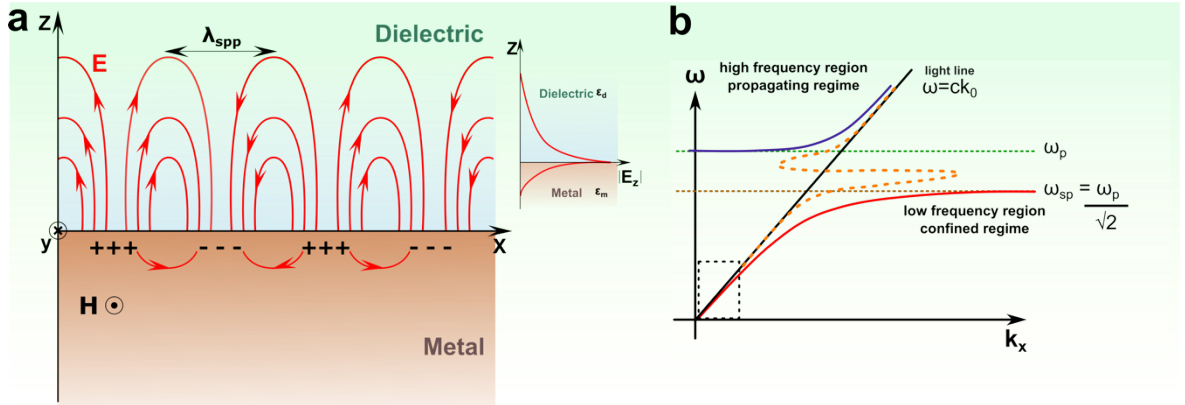 a
Z
E
λspp
Dielectric
Z
Dielectric εd
Metal εm
|Ez|
y
+++ - - - +++ - - -
X
H
Metal
b
ω
high frequency region
propagating regime
light line
ω=ck0
ωp
ωsp = ωp
√2
low frequency region
confined regime
kx